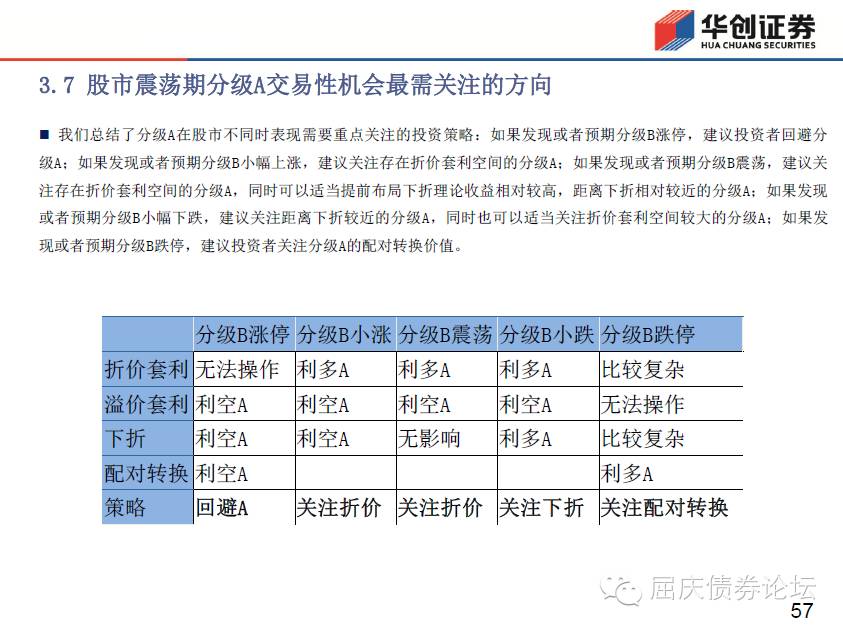 华创证券
HUA CHUANG SECURITIES
3.7 股市震荡期分级A交易性机会最需关注的方向
■ 我们总结了分级A在股市不同时表现需要重点关注的投资策略：如果发现或者预期分级B涨停，建议投资者回避分
级A；如果发现或者预期分级B小幅上涨，建议关注存在折价套利空间的分级A；如果发现或者预期分级B震荡，建议关
注存在折价套利空间的分级A，同时可以适当提前布局下折理论收益相对较高，距离下折相对较近的分级A；如果发现
或者预期分级B小幅下跌，建议关注距离下折较近的分级A，同时也可以适当关注折价套利空间较大的分级A；如果发
现或者预期分级B跌停，建议投资者关注分级A的配对转换价值。
分级B涨停 分级B小涨 分级B震荡 分级B小跌 分级B跌停
折价套利 无法操作 利多A 利多A 利多A 比较复杂
溢价套利 利空A 利空A 利空A 利空A 无法操作
下折 利空A 利空A 无影响 利多A 比较复杂
配对转换 利空A 利多A
策略 回避A 关注折价 关注折价 关注下折 关注配对转换
屈庆债券论坛
57